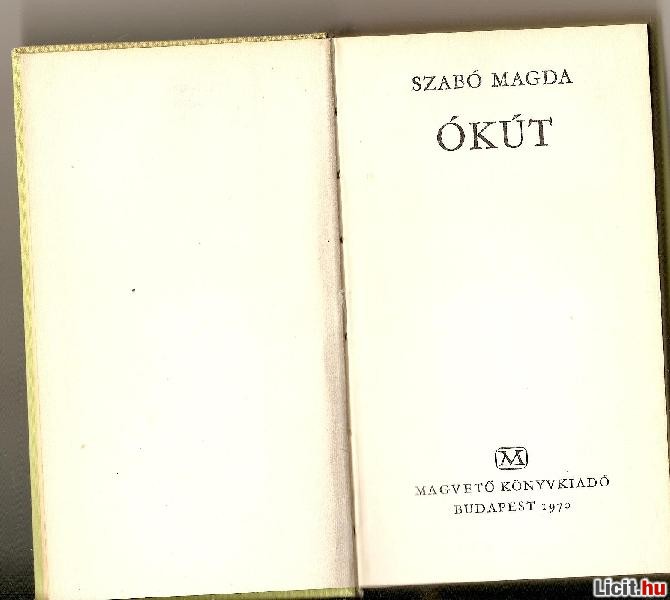 SZABÓ MAGDA
ÓKÚT
M
MAGVETŐ KÖNYVKIADÓ
BUDAPEST 1970
Licit.hu